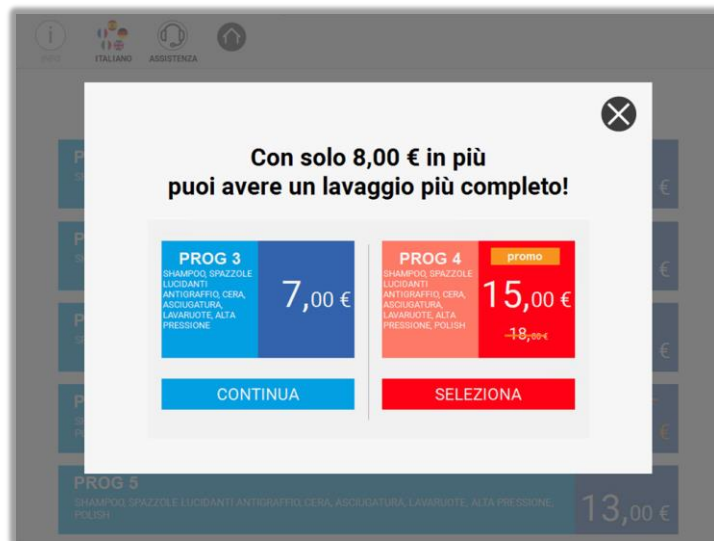 ITALIANO
ASSISTENZA
Con solo 8,00 € in più
puoi avere un lavaggio più completo!
PROG 3
SHAMPOO, SPAZZOLE
LUCIDANTI
ANTIGRAFFIO, CERA,
ASCIUGATURA,
LAVARUOTE, ALTA
PRESSIONE
7,00 €
CONTINUA
PROG 4
SHAMPOO, SPAZZOLE
LUCIDANTI
ANTIGRAFFIO, CERA,
ASCIUGATURA,
LAVARUOTE, ALTA
PRESSIONE, POLISH
promo
15,00 €
18,00 €
SELEZIONA
PROG 5
SHAMPOO, SPAZZOLE LUCIDANTI ANTIGRAFFIO, CERA, ASCIUGATURA, LAVARUOTE, ALTA PRESSIONE,
POLISH
13,00 €